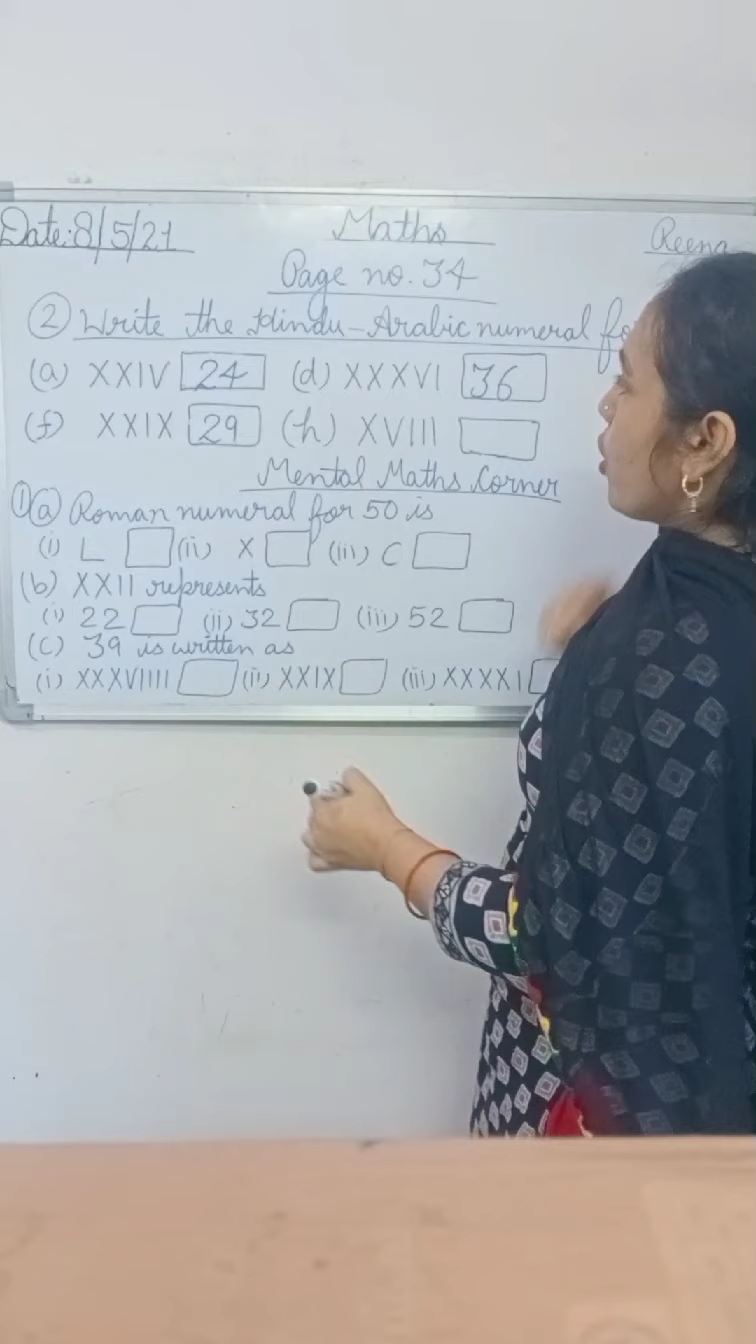 Date: 8/5/21 Maths Reena
Page no. 34
② Write the Hindu-Arabic numeral fo
(a) XXIV 24 (d) XXXVI 36
(f) XXIX 29 (h) XVIII
Mental Maths Corner
① (a) Roman numeral for 50 is
(i) L (ii) X (iii) C
(b) XXII represents
(i) 22 (ii) 32 (iii) 52
(c) 39 is written as
(i) XXXVIIII (ii) XXIX (iii) XXXXI